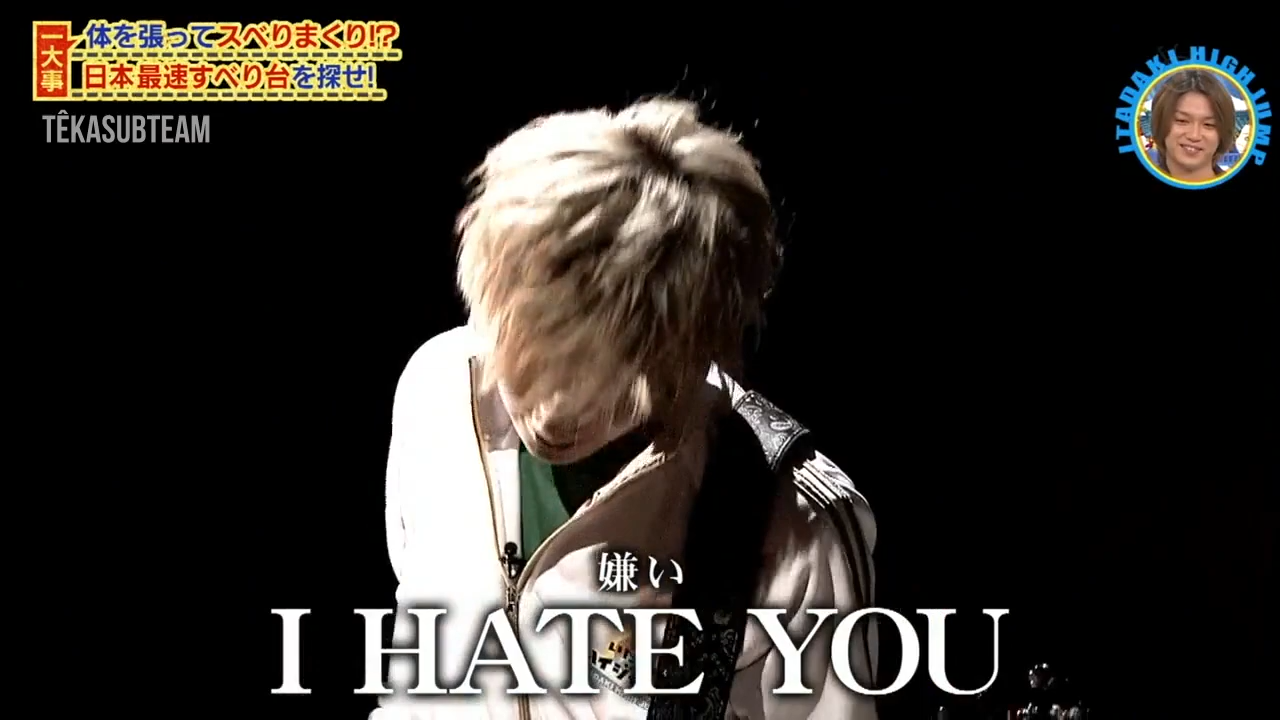 一大事
体を張ってスベりまくり!?
日本最速すべり台を探せ!
TÊKASUBTEAM
ITADAKI HIGH JUMP
嫌い
I HATE YOU